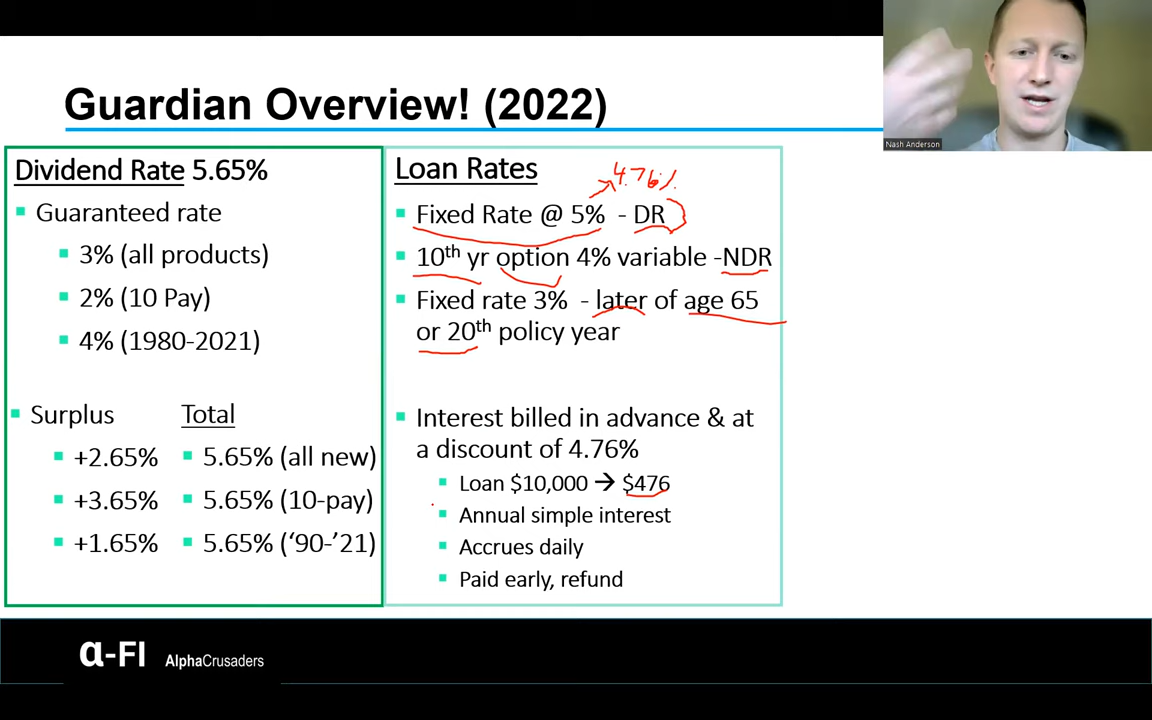 Guardian Overview! (2022)
Nash Anderson
Dividend Rate 5.65%
Guaranteed rate
3% (all products)
2% (10 Pay)
4% (1980-2021)
Surplus Total
+2.65% 5.65% (all new)
+3.65% 5.65% (10-pay)
+1.65% 5.65% (‘90-’21)
Loan Rates
4.76%
Fixed Rate @ 5% - DR
10th yr option 4% variable -NDR
Fixed rate 3% - later of age 65
or 20th policy year
Interest billed in advance & at
a discount of 4.76%
Loan $10,000 → $476
Annual simple interest
Accrues daily
Paid early, refund
α-FI AlphaCrusaders